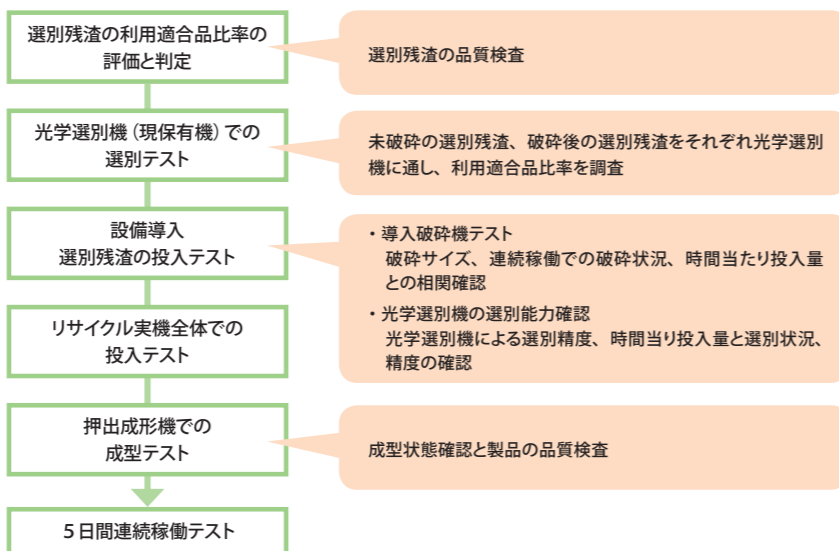 選別残渣の利用適合品比率の
評価と判定
選別残渣の品質検査
光学選別機（現保有機）での
選別テスト
未破砕の選別残渣、破砕後の選別残渣をそれぞれ光学選別
機に通し、利用適合品比率を調査
設備導入
選別残渣の投入テスト
・導入破砕機テスト
破砕サイズ、連続稼働での破砕状況、時間当たり投入量
との相関確認
・光学選別機の選別能力確認
光学選別機による選別精度、時間当り投入量と選別状況、
精度の確認
リサイクル実機全体での
投入テスト
押出成形機での
成型テスト
成型状態確認と製品の品質検査
5日間連続稼働テスト